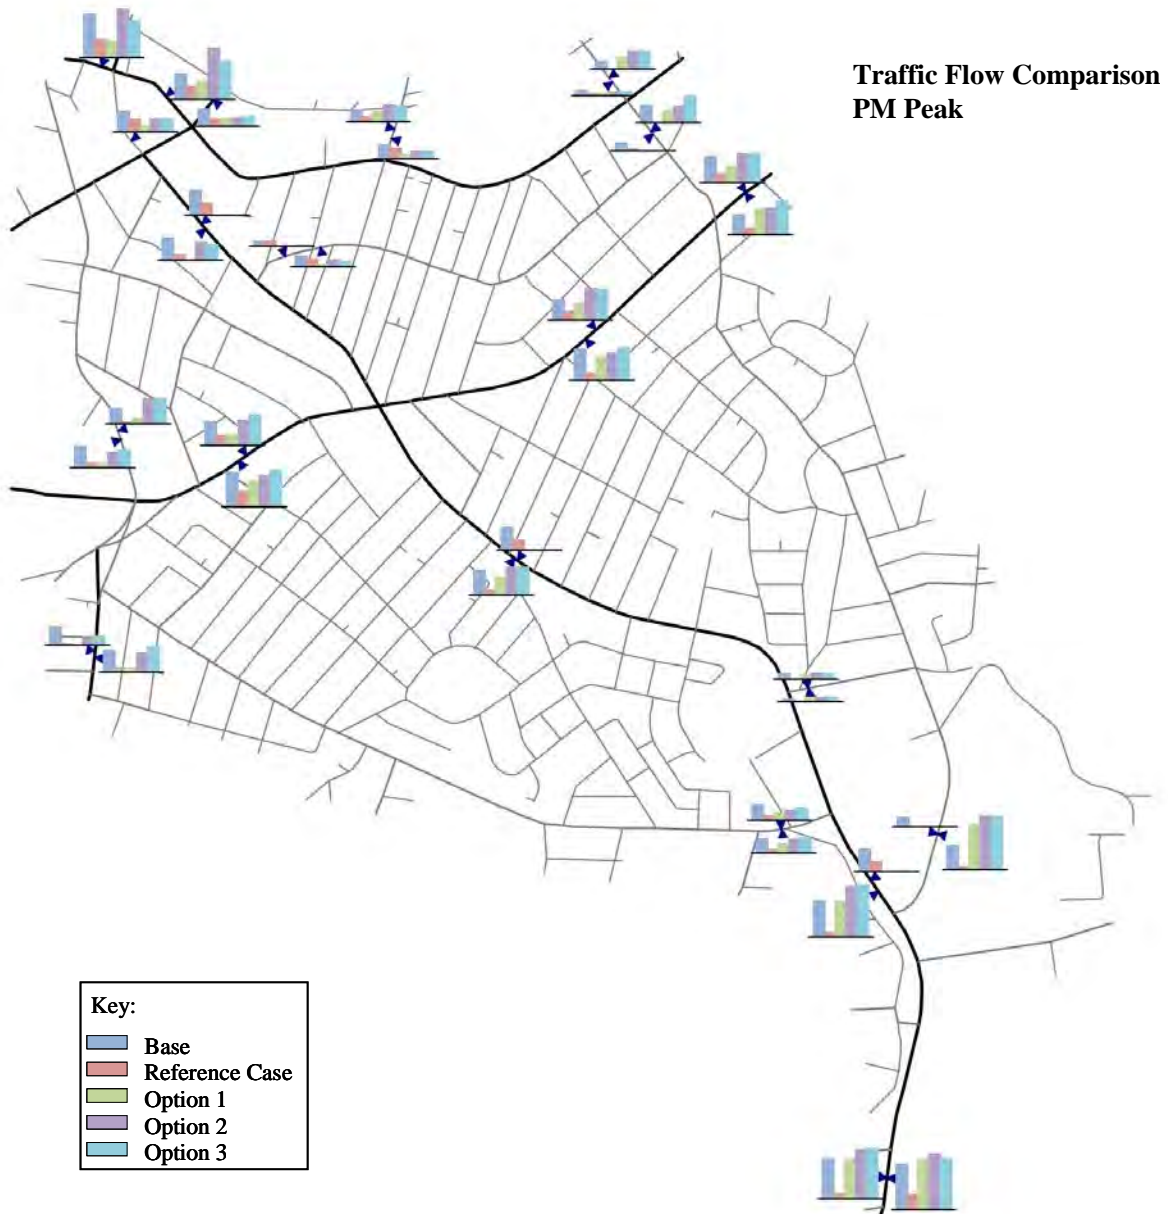 Traffic Flow Comparison
PM Peak
Key:
Base
Reference Case
Option 1
Option 2
Option 3